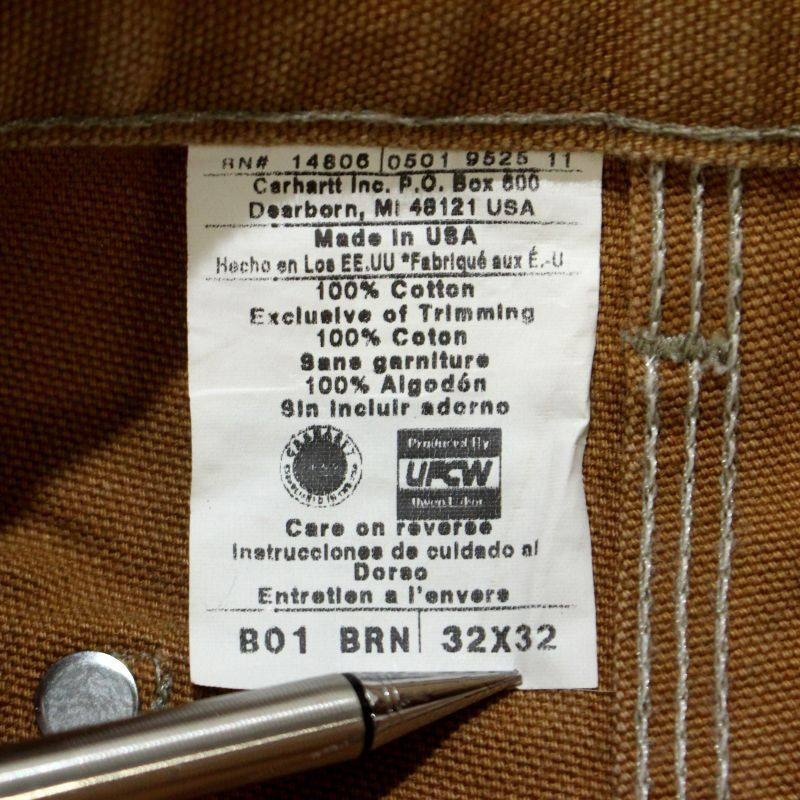 RN# 14806 0501 9525 11
Carhartt Inc. P.O. Box 600
Dearborn, MI 48121 USA
Made in USA
Hecho en Los EE.UU *Fabriqué aux É.-U
100% Cotton
Exclusive of Trimming
100% Coton
Sans garniture
100% Algodón
Sin incluir adorno
CARHARTT
Produced By
UFCW
Care on reverse
Instrucciones de cuidado al
Dorso
Entretien a l'envers
B01 BRN 32X32